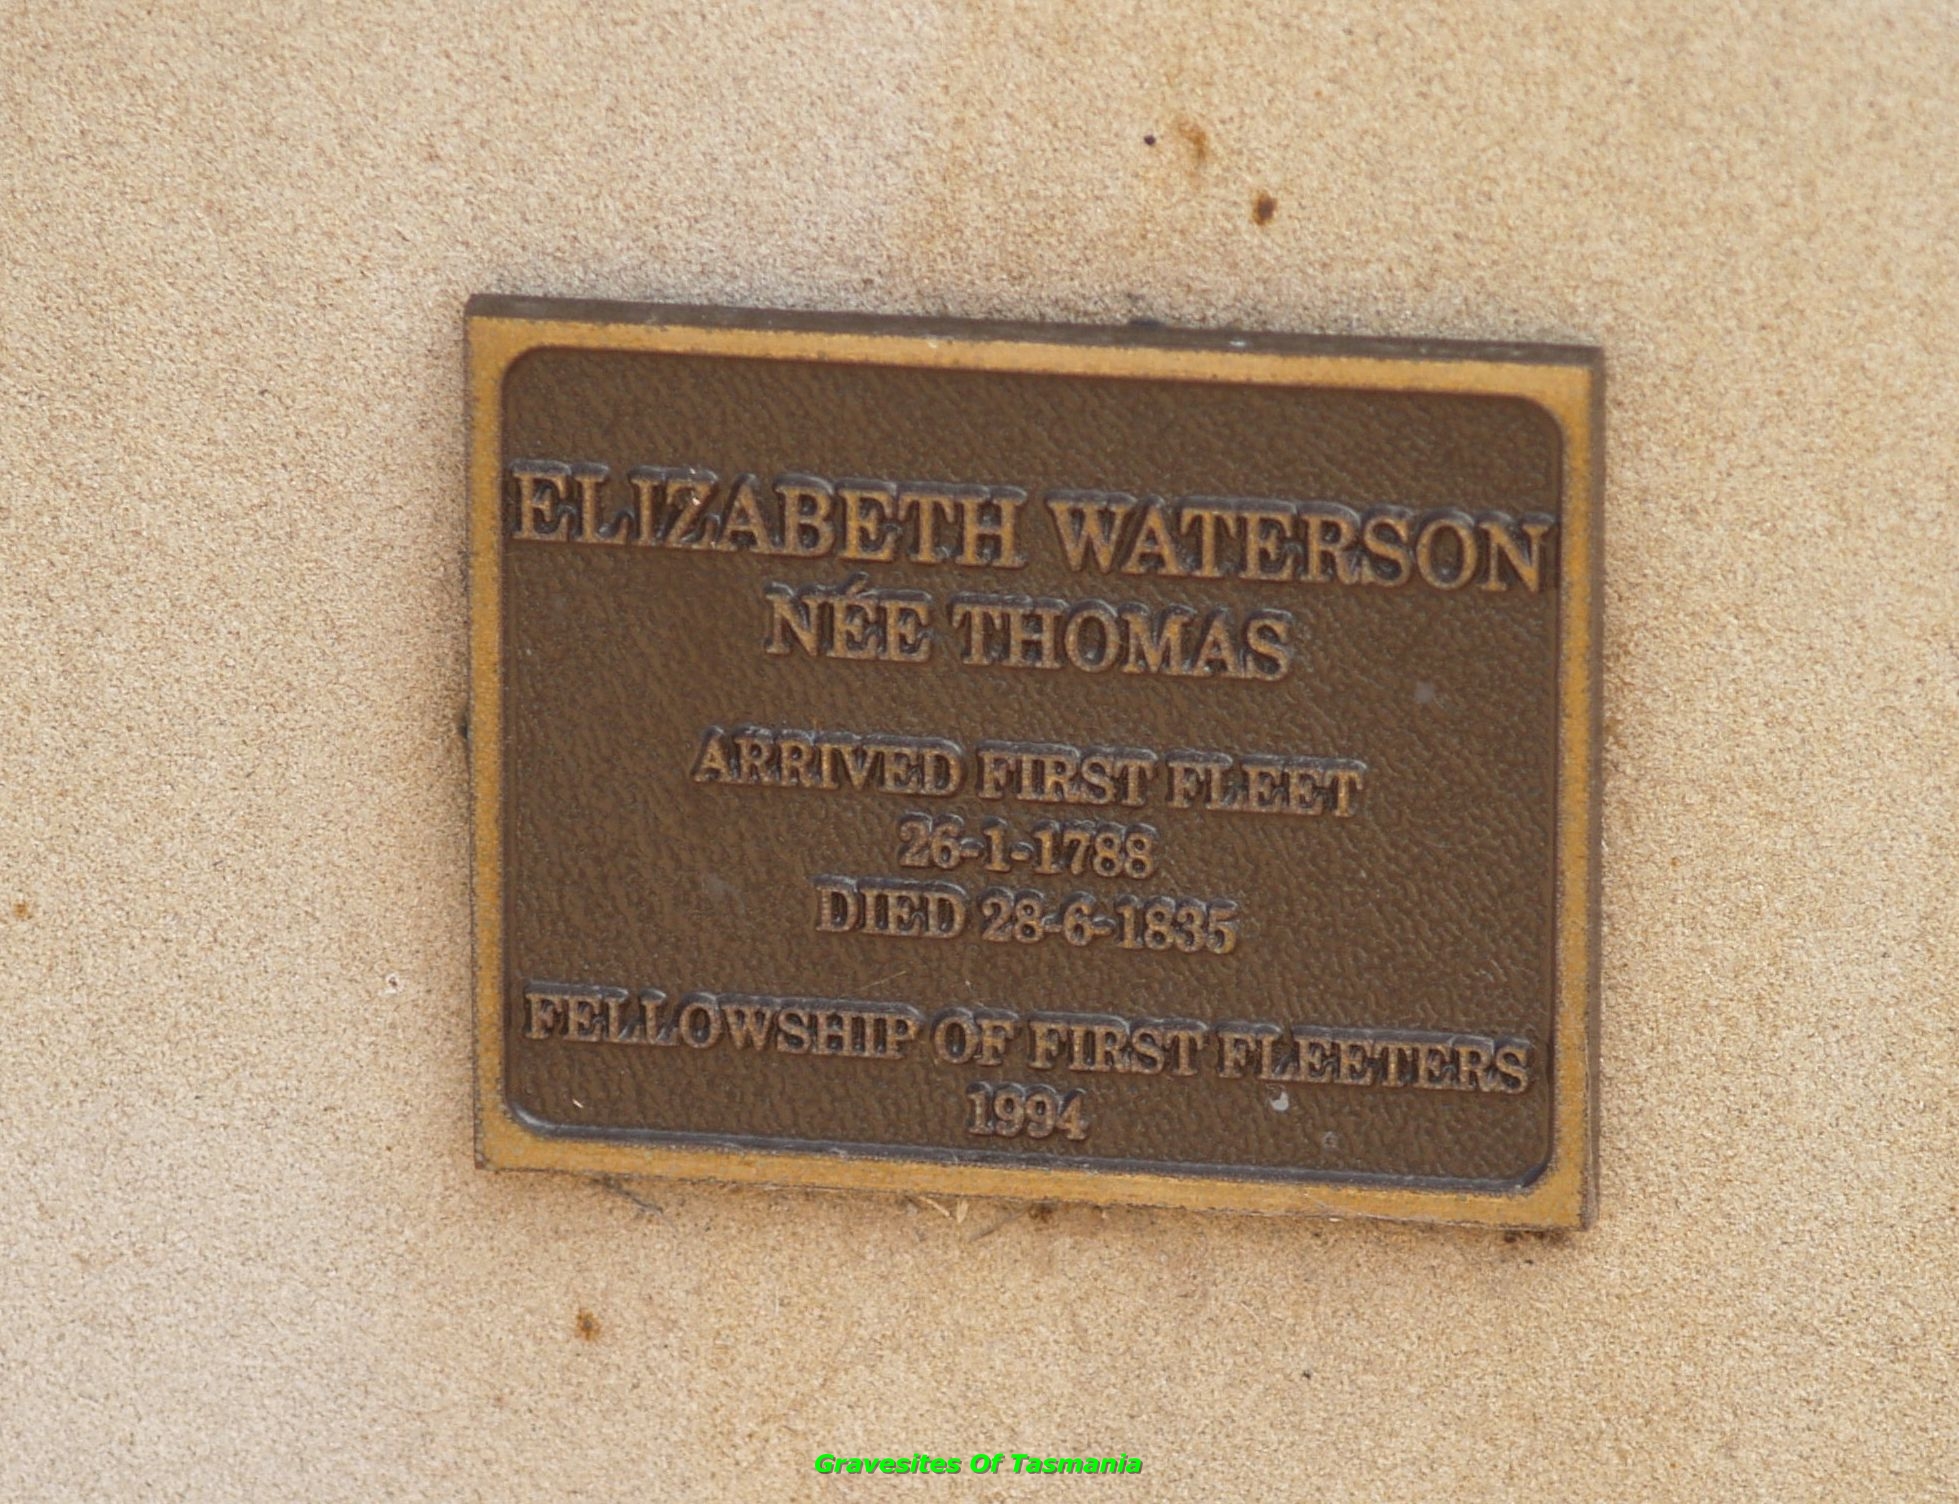 ELIZABETH WATERSON
NÉE THOMAS
ARRIVED FIRST FLEET
26-1-1788
DIED 28-6-1835
FELLOWSHIP OF FIRST FLEETERS
1994
Gravesites Of Tasmania